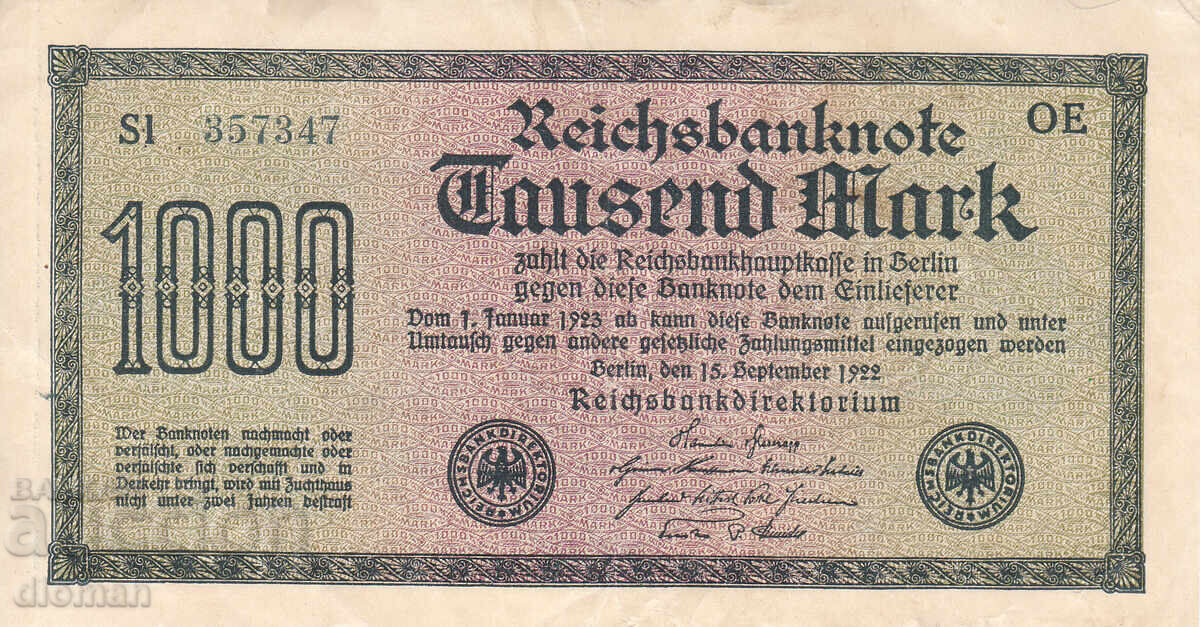 Sl 357347
OE
Reichsbanknote
Tausend Mark
1000
zahlt die Reichsbankhauptkasse in Berlin
gegen diese Banknote dem Einlieferer
Vom 1. Januar 1923 ab kann diese Banknote aufgerufen und unter
Umtausch gegen andere gesetzliche Zahlungsmittel eingezogen werden
Berlin, den 15. September 1922
Reichsbankdirektorium
Wer Banknoten nachmacht oder
verfälscht, oder nachgemachte oder
verfälschte sich verschafft und in
Verkehr bringt, wird mit Zuchthaus
nicht unter zwei Jahren bestraft
REICHSBANKDIREKTORIUM
REICHSBANKDIREKTORIUM
auction
dloman